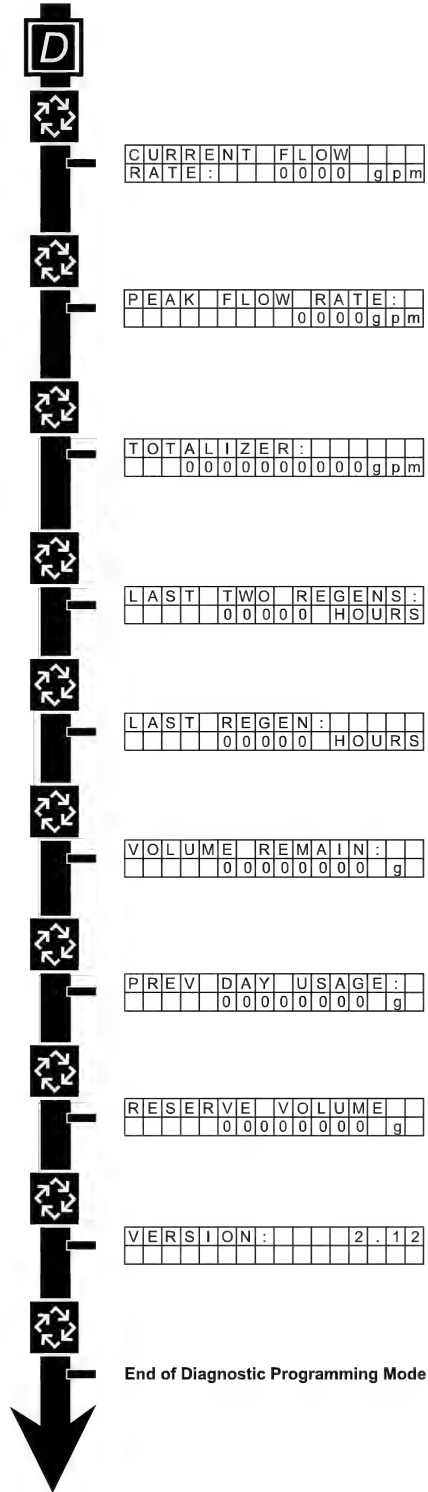 D
CURRENT FLOW
RATE: 0000 gpm
PEAK FLOW RATE:
0000gpm
TOTALIZER:
0000000000gpm
LAST TWO REGENS:
00000 HOURS
LAST REGEN:
00000 HOURS
VOLUME REMAIN:
00000000 g
PREV DAY USAGE:
00000000 g
RESERVE VOLUME
00000000 g
VERSION: 2.12
End of Diagnostic Programming Mode